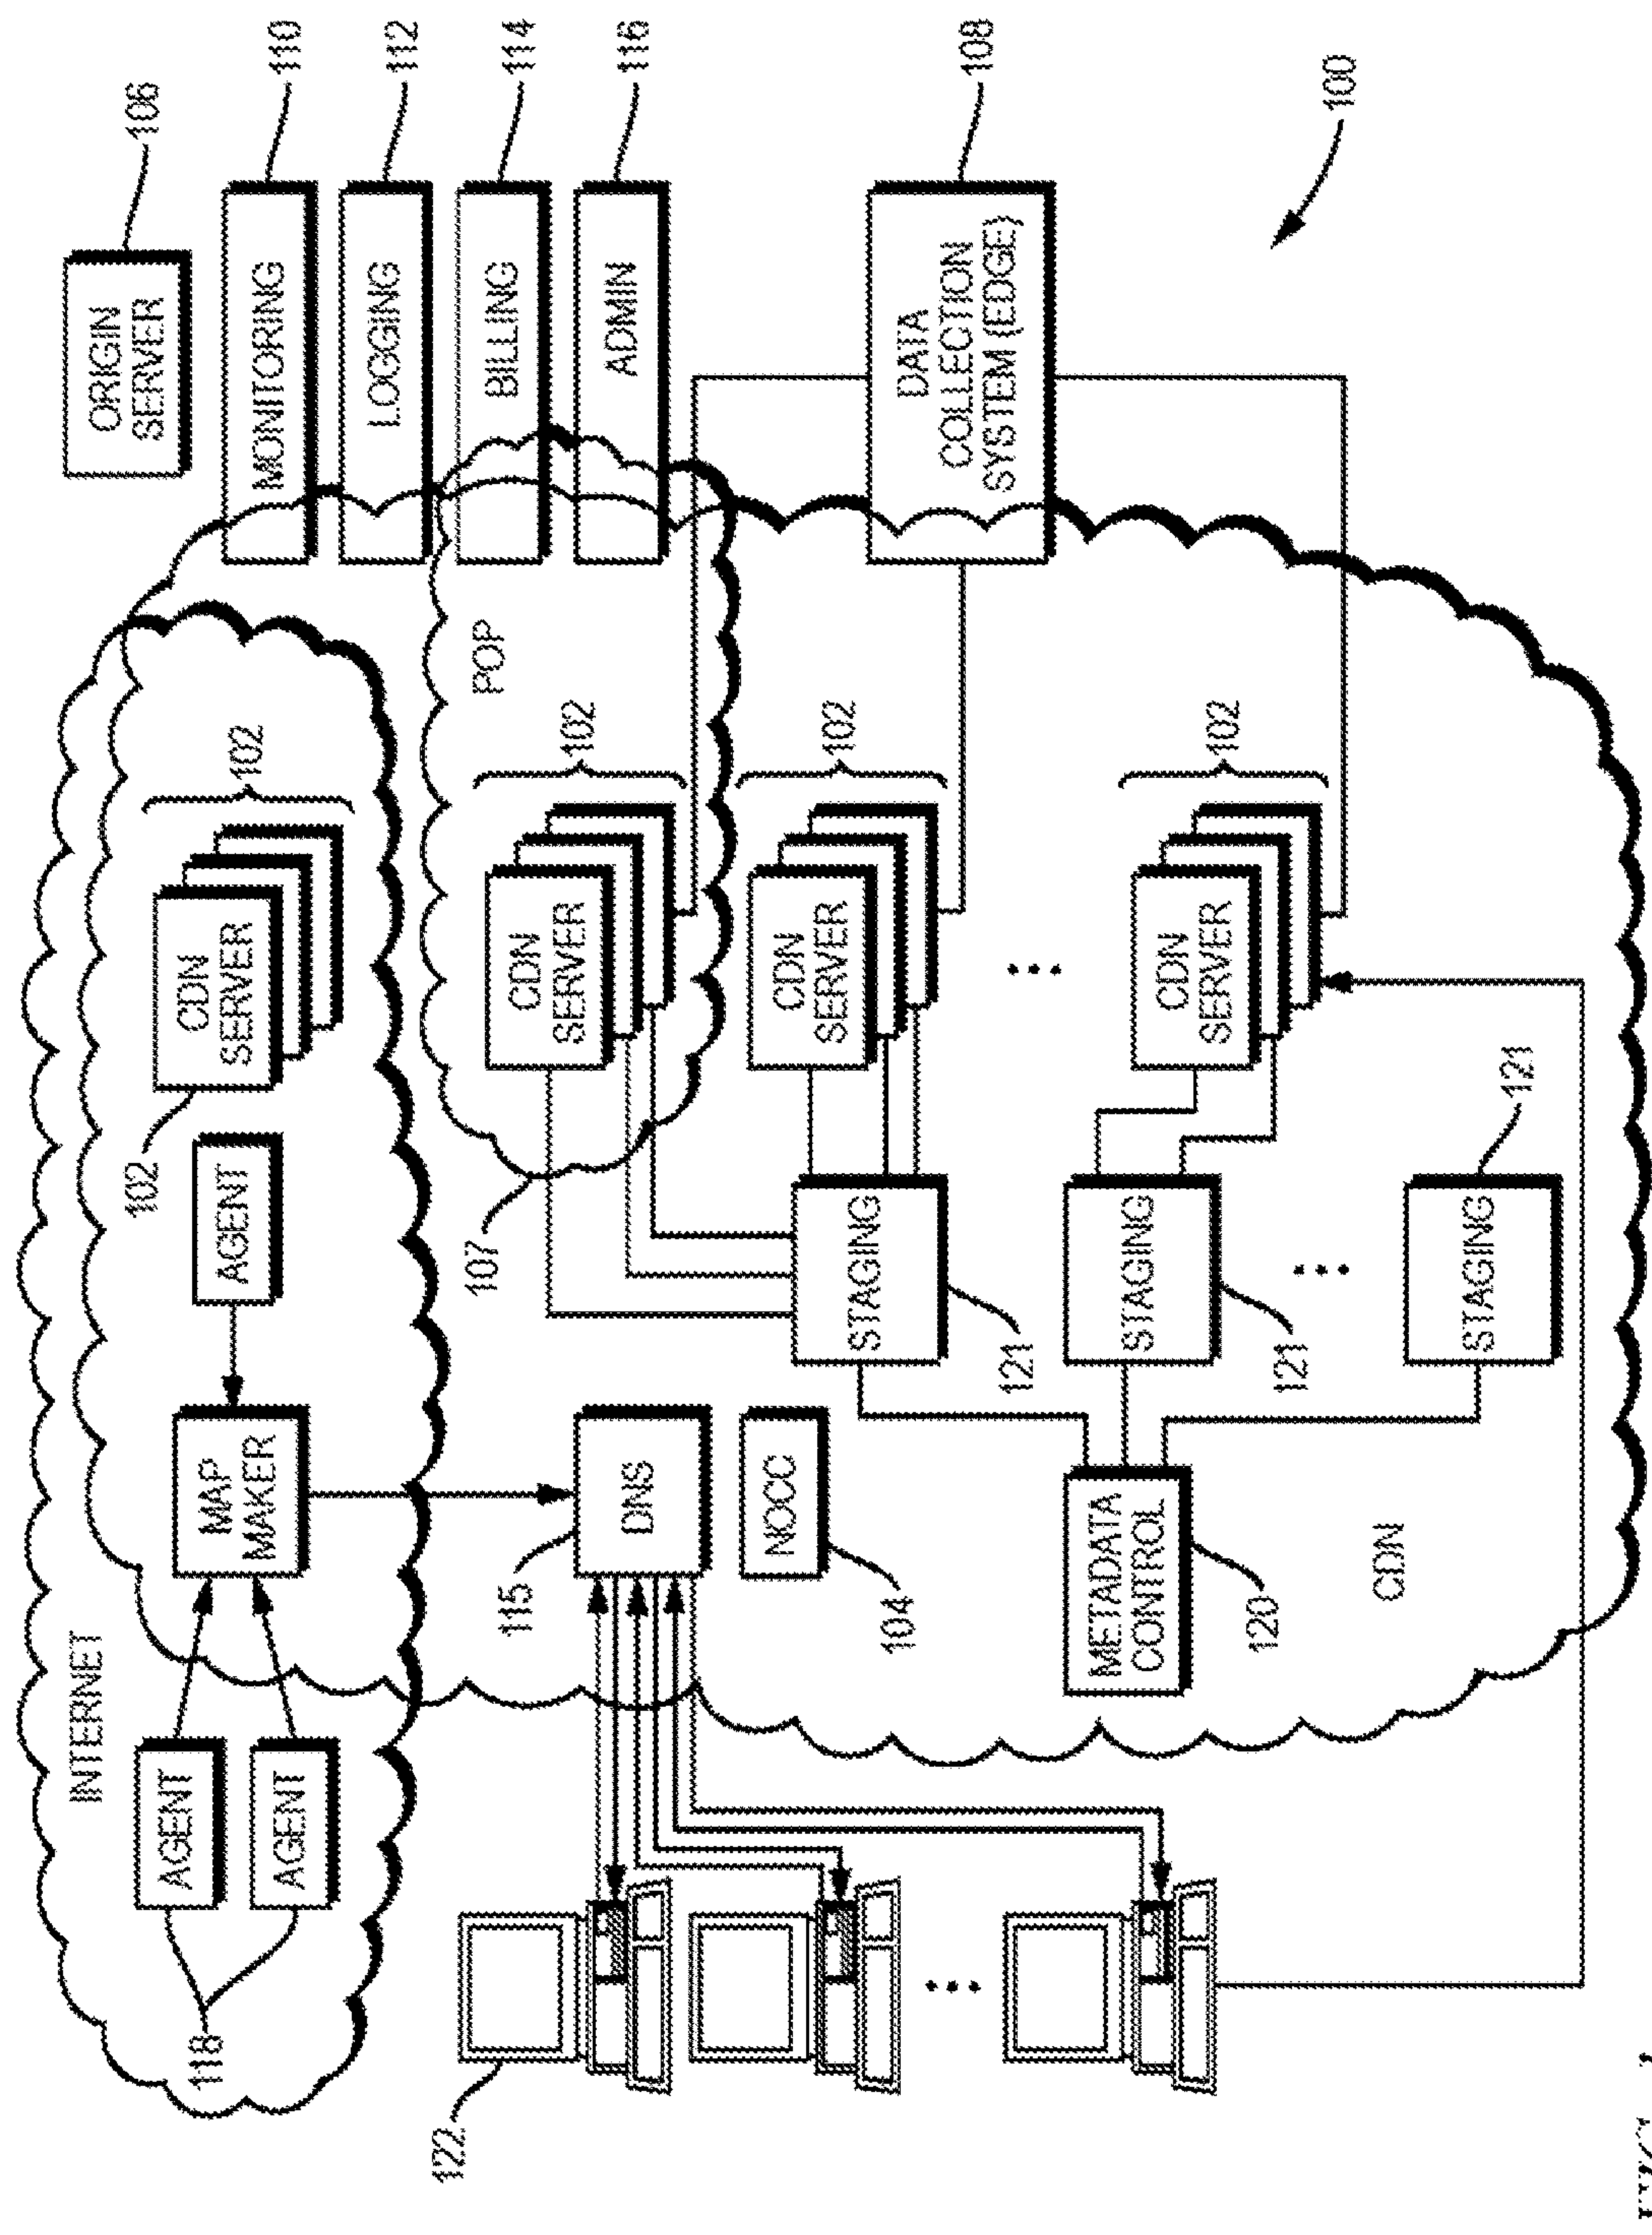 INTERNET
118
AGENT
AGENT
MAP
MAKER
AGENT
102
CDN
SERVER
102
ORIGIN
SERVER
106
MONITORING
110
LOGGING
112
BILLING
114
ADMIN
116
122
115
DNS
NOCC
104
107
CDN
SERVER
102
POP
STAGING
121
CDN
SERVER
102
DATA
COLLECTION
SYSTEM (EDGE)
108
METADATA
CONTROL
120
STAGING
121
CDN
SERVER
102
100
CDN
STAGING
121